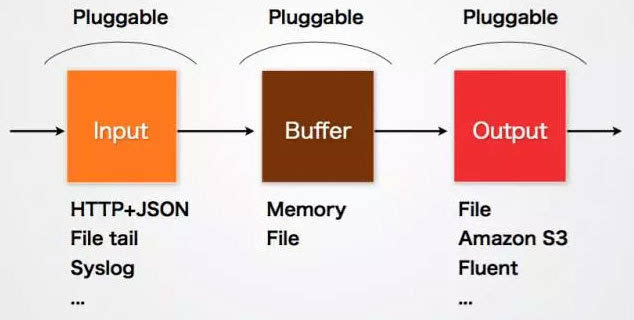 Pluggable Pluggable Pluggable
Input Buffer Output
HTTP+JSON
File tail
Syslog
...
Memory
File
File
Amazon S3
Fluent
...